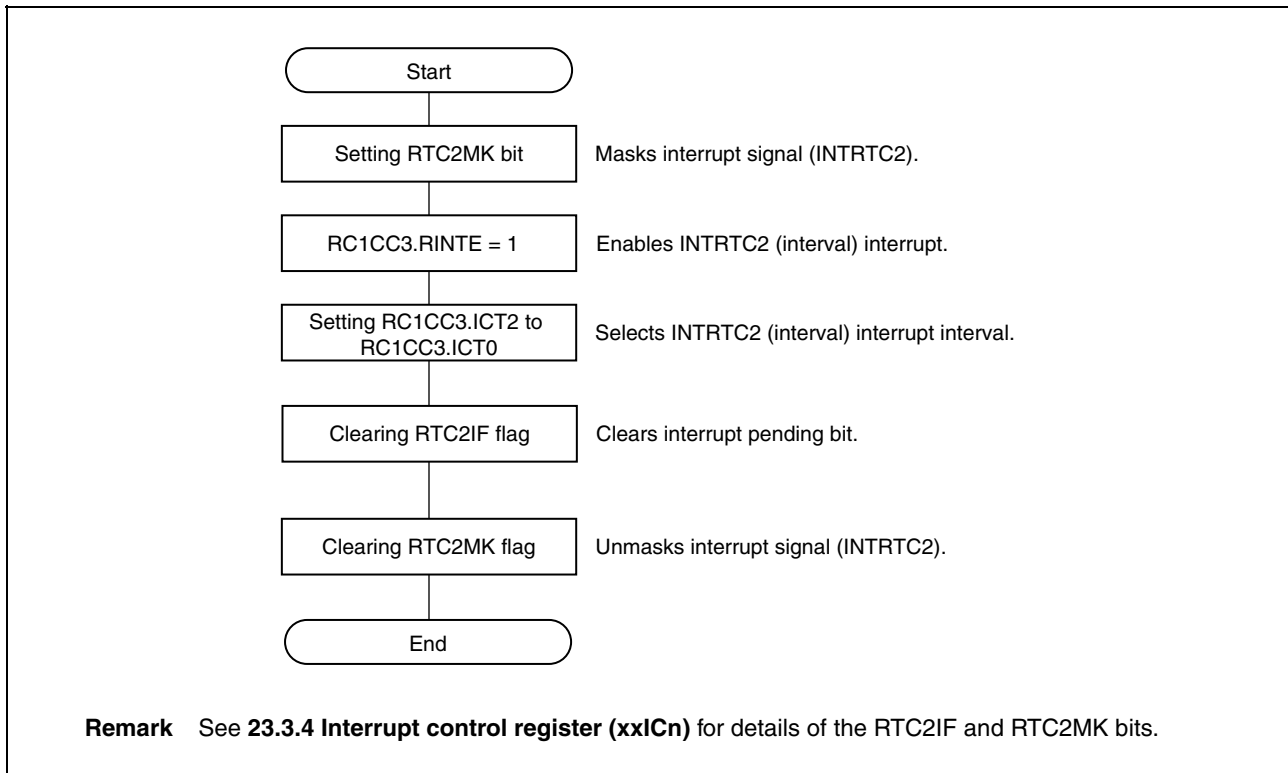 Start
Setting RTC2MK bit
Masks interrupt signal (INTRTC2).
RC1CC3.RINTE = 1
Enables INTRTC2 (interval) interrupt.
Setting RC1CC3.ICT2 to
RC1CC3.ICT0
Selects INTRTC2 (interval) interrupt interval.
Clearing RTC2IF flag
Clears interrupt pending bit.
Clearing RTC2MK flag
Unmasks interrupt signal (INTRTC2).
End
Remark See 23.3.4 Interrupt control register (xxICn) for details of the RTC2IF and RTC2MK bits.